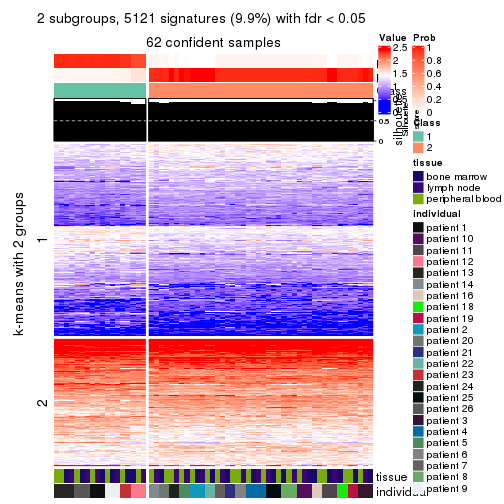 2 subgroups, 5121 signatures (9.9%) with fdr < 0.05
62 confident samples
k-means with 2 groups
1
2
0.5
0
Value
2.5
2
1.5
1
Prob
1
0.8
0.6
0.4
0.2
0
Class
1
2
tissue
bone marrow
lymph node
peripheral blood
individual
patient 1
patient 10
patient 11
patient 12
patient 13
patient 14
patient 16
patient 18
patient 19
patient 2
patient 20
patient 21
patient 22
patient 23
patient 24
patient 25
patient 26
patient 3
patient 4
patient 5
patient 6
patient 7
patient 8
patient 9
tissue
individual